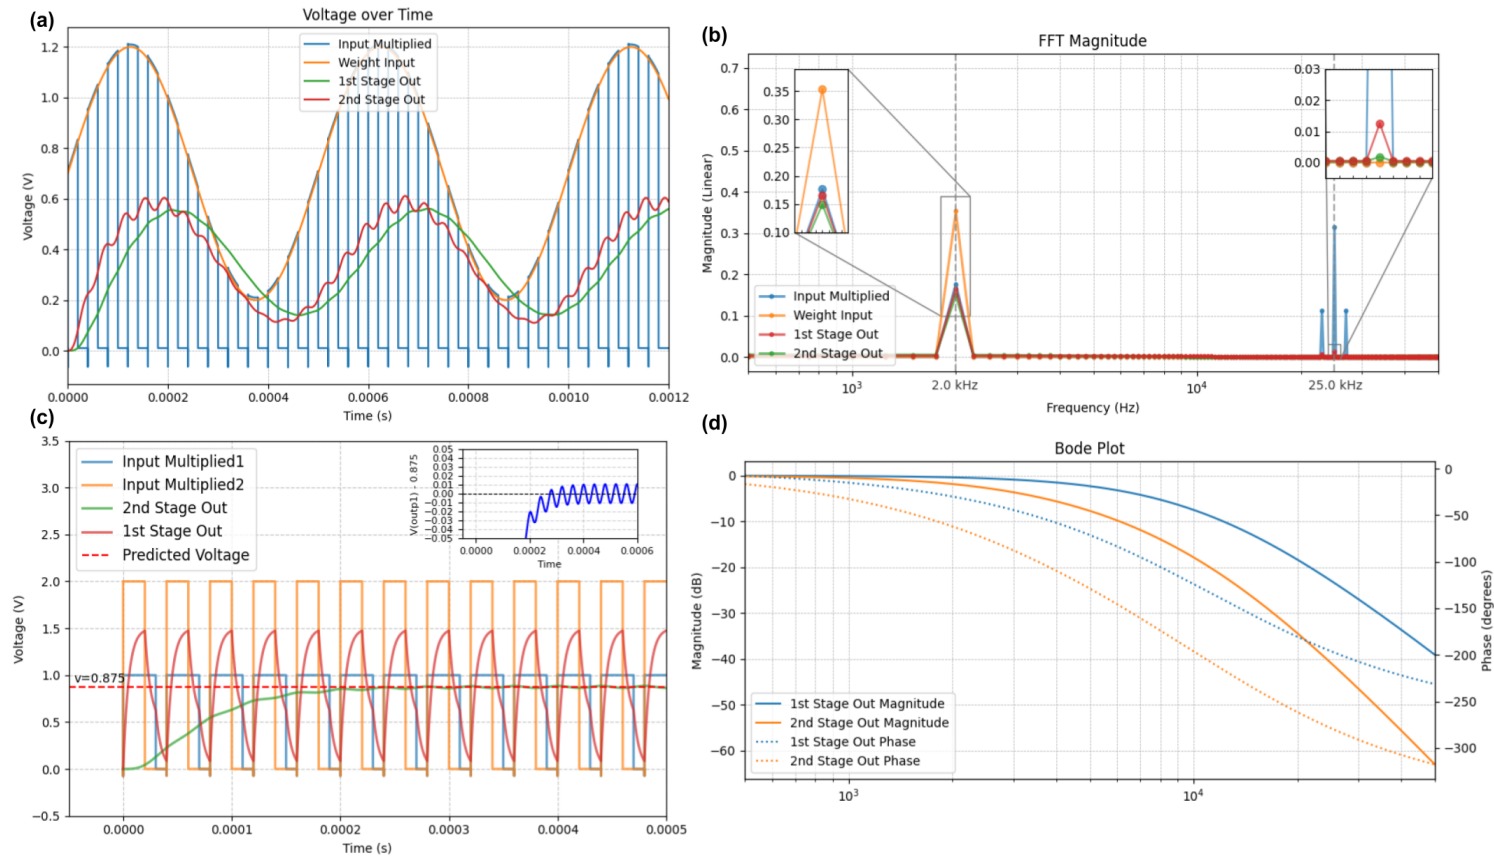 (a)
Voltage over Time
Input Multiplied
Weight Input
1st Stage Out
2nd Stage Out
Voltage (V)
1.2
1.0
0.8
0.6
0.4
0.2
0.0
0.0000 0.0002 0.0004 0.0006 0.0008 0.0010 0.0012
Time (s)
(b)
FFT Magnitude
Magnitude (Linear)
0.7
0.6
0.5
0.4
0.3
0.2
0.1
0.0
0.35
0.30
0.25
0.20
0.15
0.10
0.03
0.02
0.01
0.00
Input Multiplied
Weight Input
1st Stage Out
2nd Stage Out
10³ 2.0 kHz 10⁴ 25.0 kHz
Frequency (Hz)
(c)
Voltage (V)
3.5
3.0
2.5
2.0
1.5
1.0
0.5
0.0
−0.5
Input Multiplied1
Input Multiplied2
2nd Stage Out
1st Stage Out
Predicted Voltage
V(outp1) - 0.875
0.05
0.04
0.03
0.02
0.01
0.00
−0.01
−0.02
−0.03
−0.04
−0.05
0.0000 0.0002 0.0004 0.0006
Time
v=0.875
0.0000 0.0001 0.0002 0.0003 0.0004 0.0005
Time (s)
(d)
Bode Plot
Magnitude (dB)
0
−10
−20
−30
−40
−50
−60
Phase (degrees)
0
−50
−100
−150
−200
−250
−300
1st Stage Out Magnitude
2nd Stage Out Magnitude
1st Stage Out Phase
2nd Stage Out Phase
10³ 10⁴